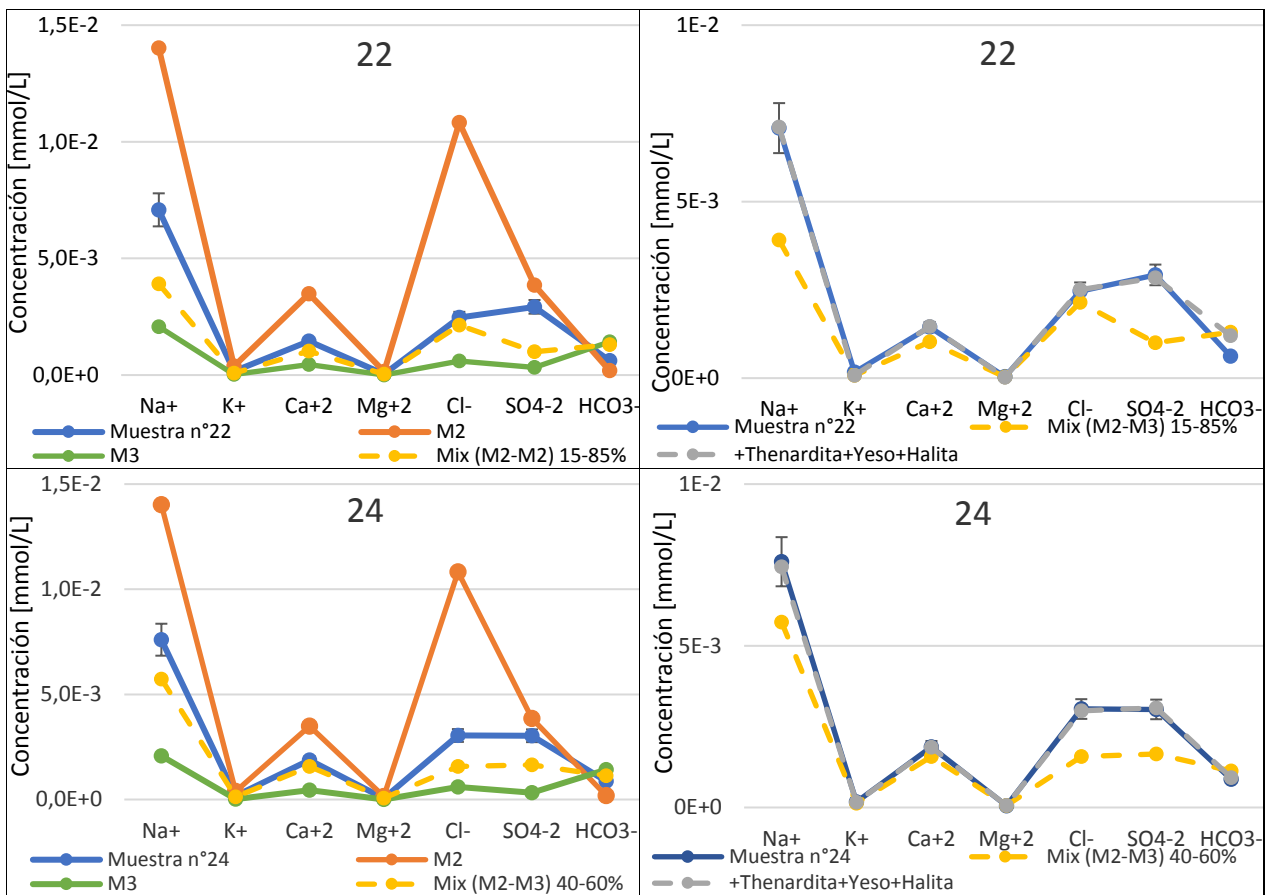 22
Concentración [mmol/L]
1,5E-2
1,0E-2
5,0E-3
0,0E+0
Na+ K+ Ca+2 Mg+2 Cl- SO4-2 HCO3-
Muestra n°22 M2
M3 Mix (M2-M2) 15-85%
22
Concentración [mmol/L]
1E-2
5E-3
0E+0
Na+ K+ Ca+2 Mg+2 Cl- SO4-2 HCO3-
Muestra n°22 Mix (M2-M3) 15-85%
+Thenardita+Yeso+Halita
24
Concentración [mmol/L]
1,5E-2
1,0E-2
5,0E-3
0,0E+0
Na+ K+ Ca+2 Mg+2 Cl- SO4-2 HCO3-
Muestra n°24 M2
M3 Mix (M2-M3) 40-60%
24
Concentración [mmol/L]
1E-2
5E-3
0E+0
Na+ K+ Ca+2 Mg+2 Cl- SO4-2 HCO3-
Muestra n°24 Mix (M2-M3) 40-60%
+Thenardita+Yeso+Halita